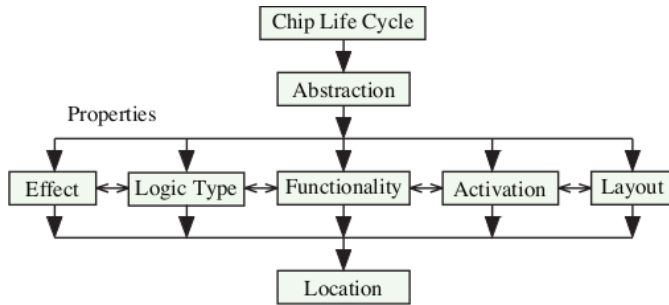 Chip Life Cycle
Abstraction
Properties
Effect
Logic Type
Functionality
Activation
Layout
Location